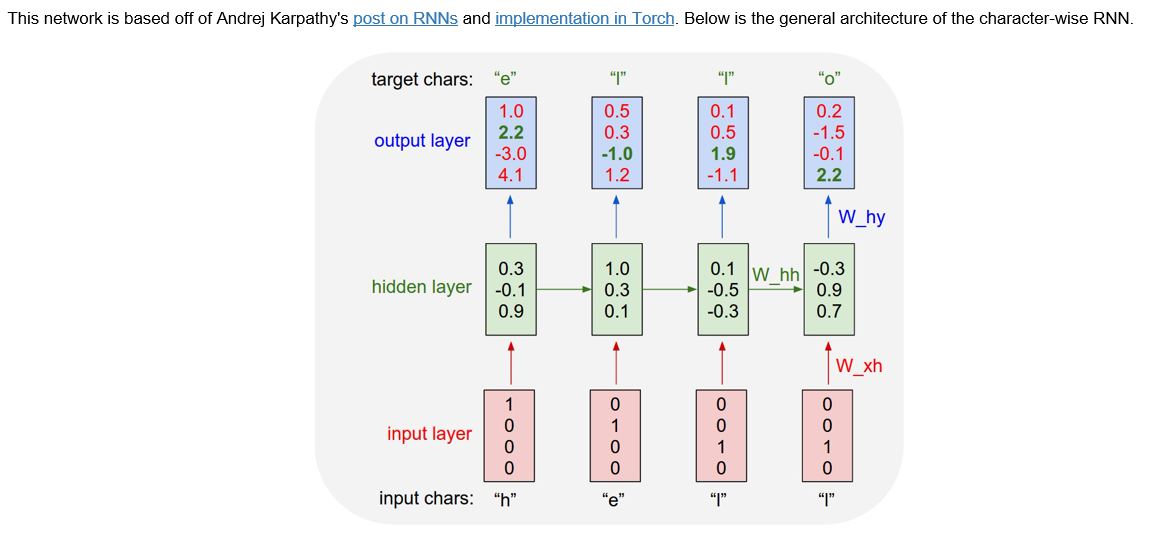 This network is based off of Andrej Karpathy's post on RNNs and implementation in Torch. Below is the general architecture of the character-wise RNN.
target chars: “e” “l” “l” “o”
1.0 0.5 0.1 0.2
output layer 2.2 0.3 0.5 -1.5
-3.0 -1.0 1.9 -0.1
4.1 1.2 -1.1 2.2
W_hy
0.3 1.0 0.1 W_hh -0.3
hidden layer -0.1 0.3 -0.5 0.9
0.9 0.1 -0.3 0.7
W_xh
1 0 0 0
input layer 0 1 0 0
0 0 1 1
0 0 0 0
input chars: “h” “e” “l” “l”